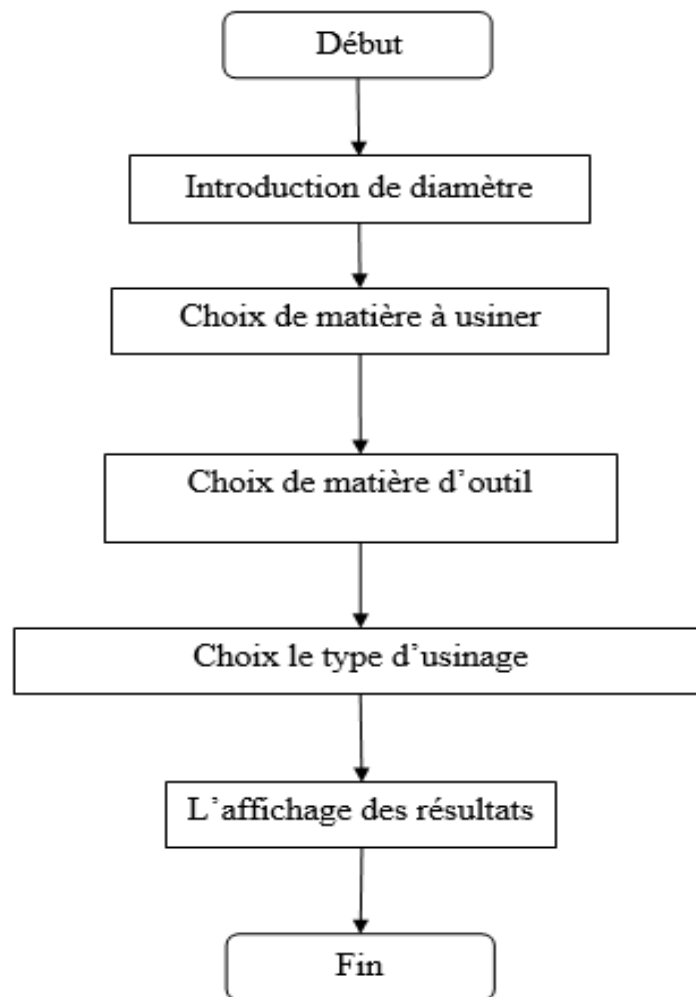 Début
Introduction de diamètre
Choix de matière à usiner
Choix de matière d’outil
Choix le type d’usinage
L’affichage des résultats
Fin